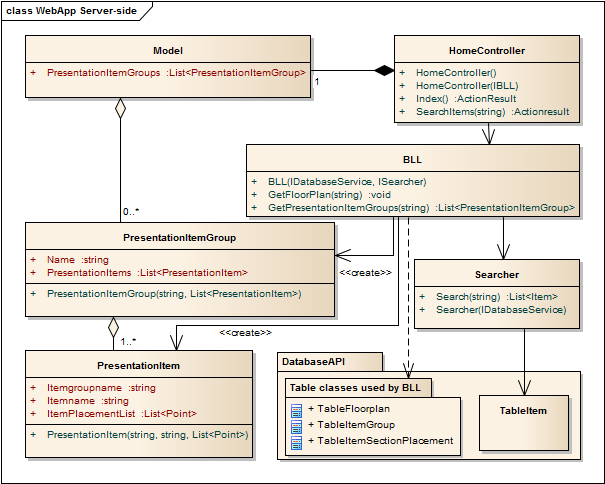 class WebApp Server-side
Model
+ PresentationItemGroups :List<PresentationItemGroup>
HomeController
+ HomeController()
+ HomeController(IBLL)
+ Index() :ActionResult
+ SearchItems(string) :Actionresult
1
BLL
+ BLL(IDatabaseService, ISearcher)
+ GetFloorPlan(string) :void
+ GetPresentationItemGroups(string) :List<PresentationItemGroup>
0..*
PresentationItemGroup
+ Name :string
+ PresentationItems :List<PresentationItem>
+ PresentationItemGroup(string, List<PresentationItem>)
<<create>>
Searcher
+ Search(string) :List<Item>
+ Searcher(IDatabaseService)
<<create>>
1..*
PresentationItem
+ Itemgroupname :string
+ Itemname :string
+ ItemPlacementList :List<Point>
+ PresentationItem(string, string, List<Point>)
DatabaseAPI
Table classes used by BLL
+ TableFloorplan
+ TableItemGroup
+ TableItemSectionPlacement
TableItem